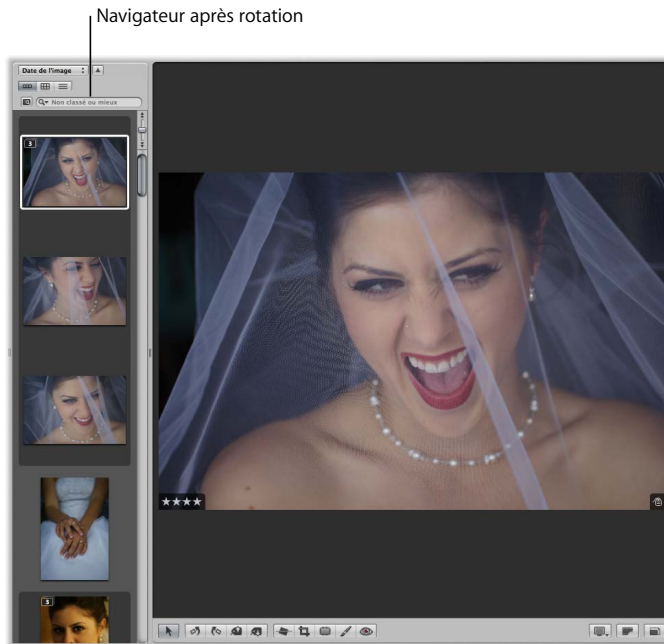 Navigateur après rotation
Date de l'image
Non classé ou mieux
3
3